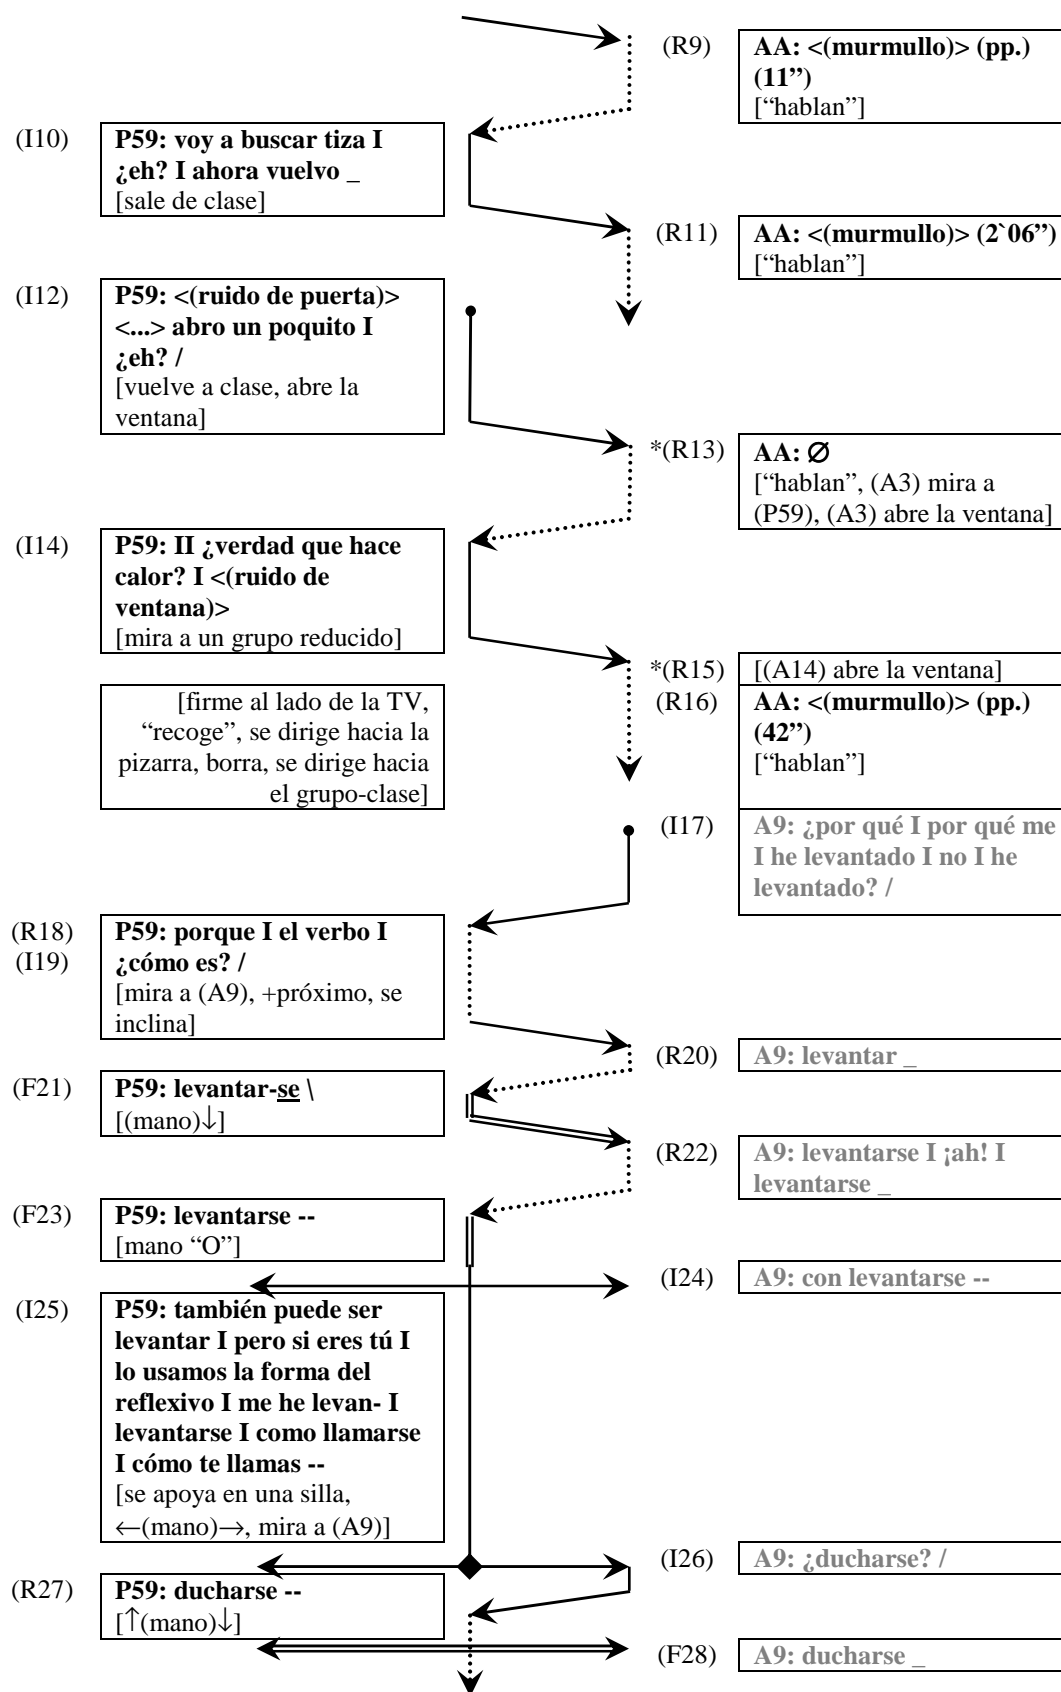 (R9)
AA: <(murmullo)> (pp.)
(11”)
[“hablan”]
(I10)
P59: voy a buscar tiza I
¿eh? I ahora vuelvo _
[sale de clase]
(R11)
AA: <(murmullo)> (2`06”)
[“hablan”]
(I12)
P59: <(ruido de puerta)>
<...> abro un poquito I
¿eh? /
[vuelve a clase, abre la
ventana]
*(R13)
AA: Ø
[“hablan”, (A3) mira a
(P59), (A3) abre la ventana]
(I14)
P59: II ¿verdad que hace
calor? I <(ruido de
ventana)>
[mira a un grupo reducido]
*(R15)
[(A14) abre la ventana]
[firme al lado de la TV,
“recoge”, se dirige hacia la
pizarra, borra, se dirige hacia
el grupo-clase]
(R16)
AA: <(murmullo)> (pp.)
(42”)
[“hablan”]
(I17)
A9: ¿por qué I por qué me
I he levantado I no I he
levantado? /
(R18)
(I19)
P59: porque I el verbo I
¿cómo es? /
[mira a (A9), +próximo, se
inclina]
(R20)
A9: levantar _
(F21)
P59: levantar-se \
[(mano)↓]
(R22)
A9: levantarse I ¡ah! I
levantarse _
(F23)
P59: levantarse --
[mano “O”]
(I24)
A9: con levantarse --
(I25)
P59: también puede ser
levantar I pero si eres tú I
lo usamos la forma del
reflexivo I me he levan- I
levantarse I como llamarse
I cómo te llamas --
[se apoya en una silla,
←(mano)→, mira a (A9)]
(I26)
A9: ¿ducharse? /
(R27)
P59: ducharse --
[↑(mano)↓]
(F28)
A9: ducharse _